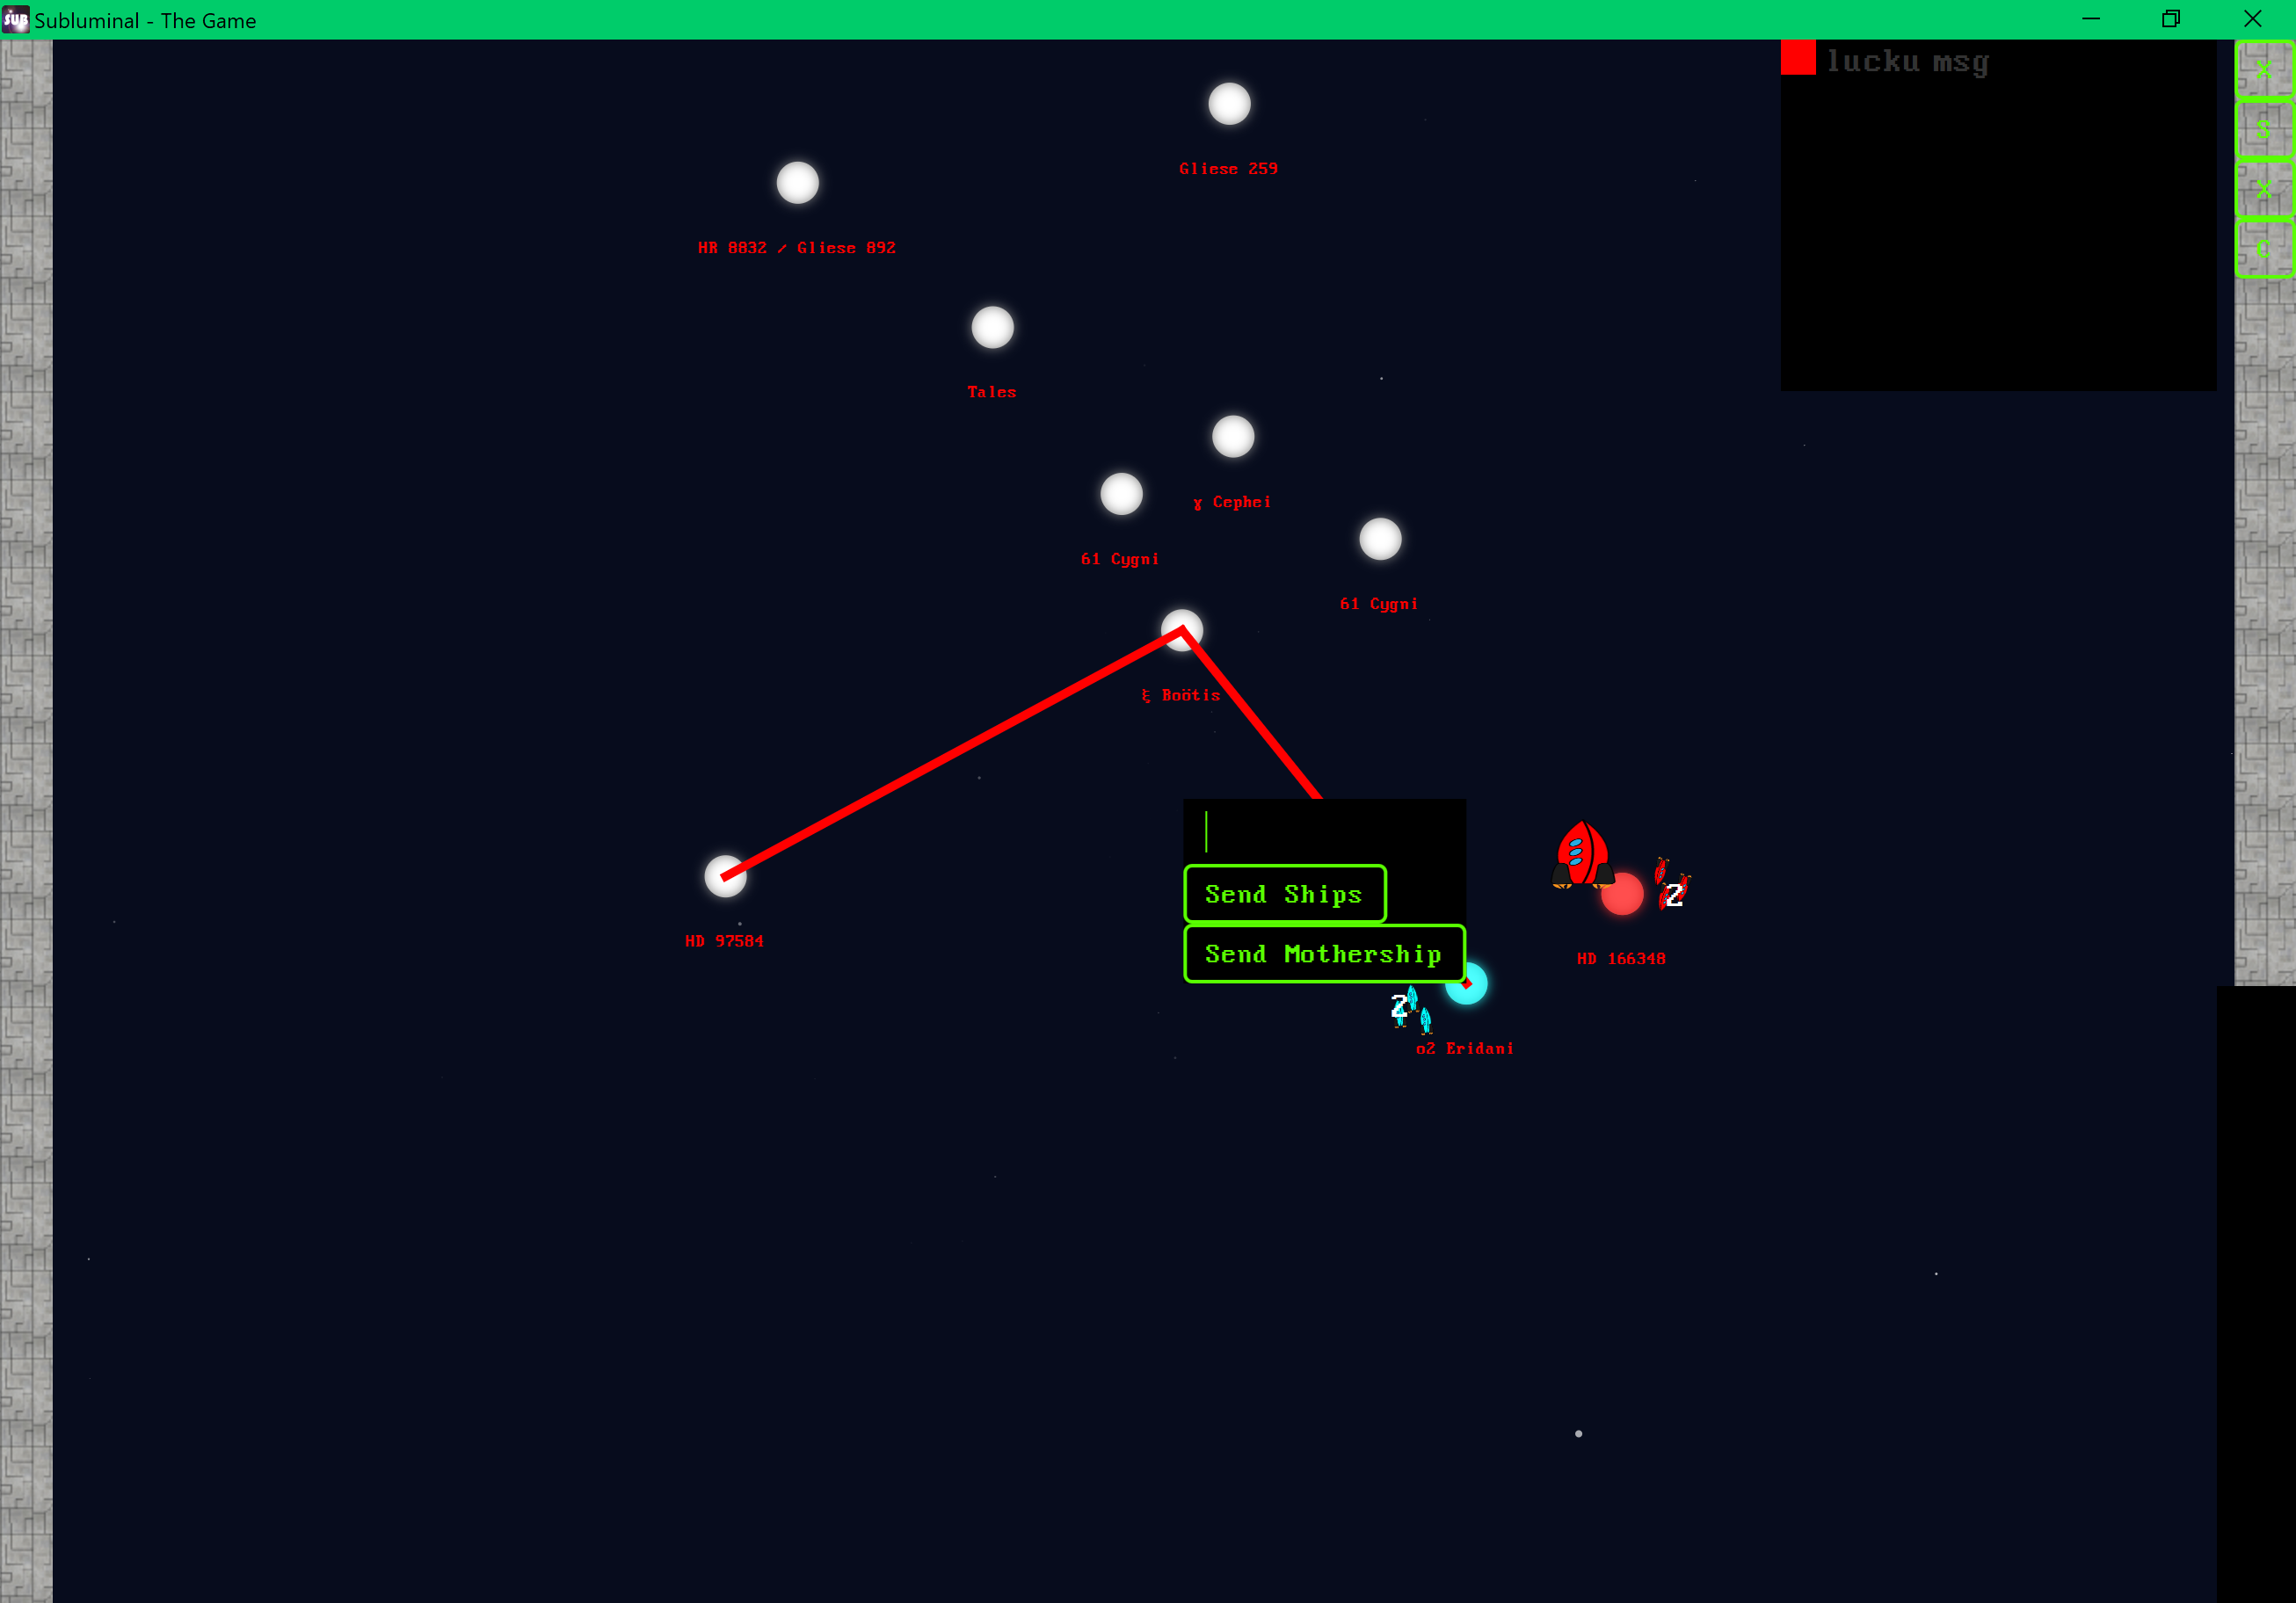 SUB Subluminal - The Game
lucku msg
X
S
X
C
Gliese 259
HR 8832 / Gliese 892
Tales
ɣ Cephei
61 Cygni
61 Cygni
ξ Boötis
Send Ships
Send Mothership
2
HD 97584
HD 166348
2
o2 Eridani